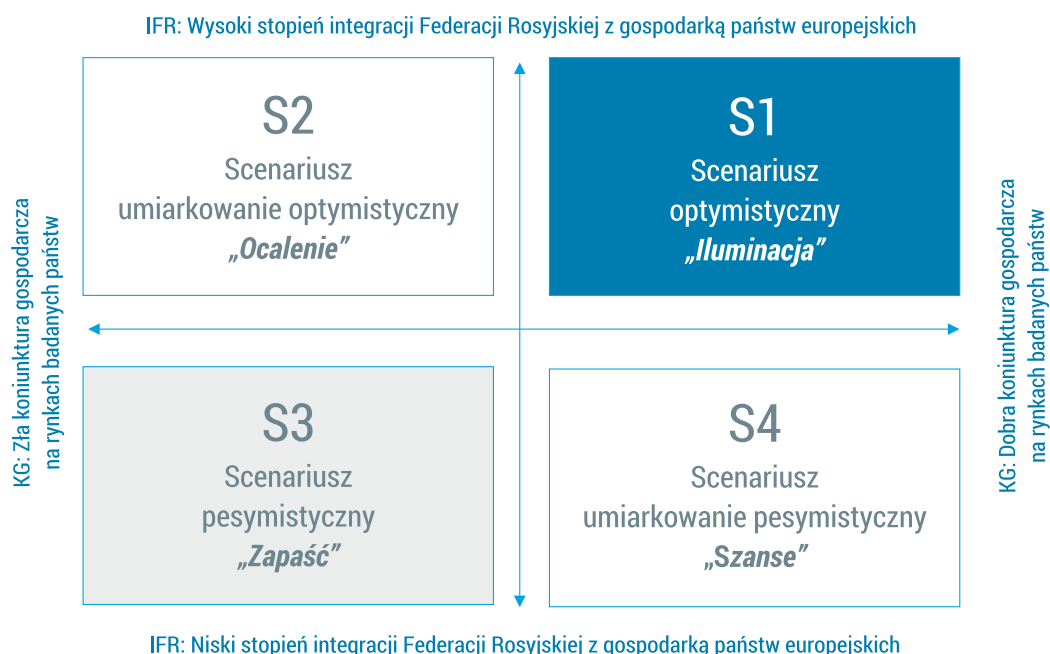 IFR: Wysoki stopień integracji Federacji Rosyjskiej z gospodarką państw europejskich
S2
Scenariusz
umiarkowanie optymistyczny
„Ocalenie”
S1
Scenariusz
optymistyczny
„Iluminacja”
KG: Zła koniunktura gospodarcza
na rynkach badanych państw
KG: Dobra koniunktura gospodarcza
na rynkach badanych państw
S3
Scenariusz
pesymistyczny
„Zapaść”
S4
Scenariusz
umiarkowanie pesymistyczny
„Szanse”
IFR: Niski stopień integracji Federacji Rosyjskiej z gospodarką państw europejskich